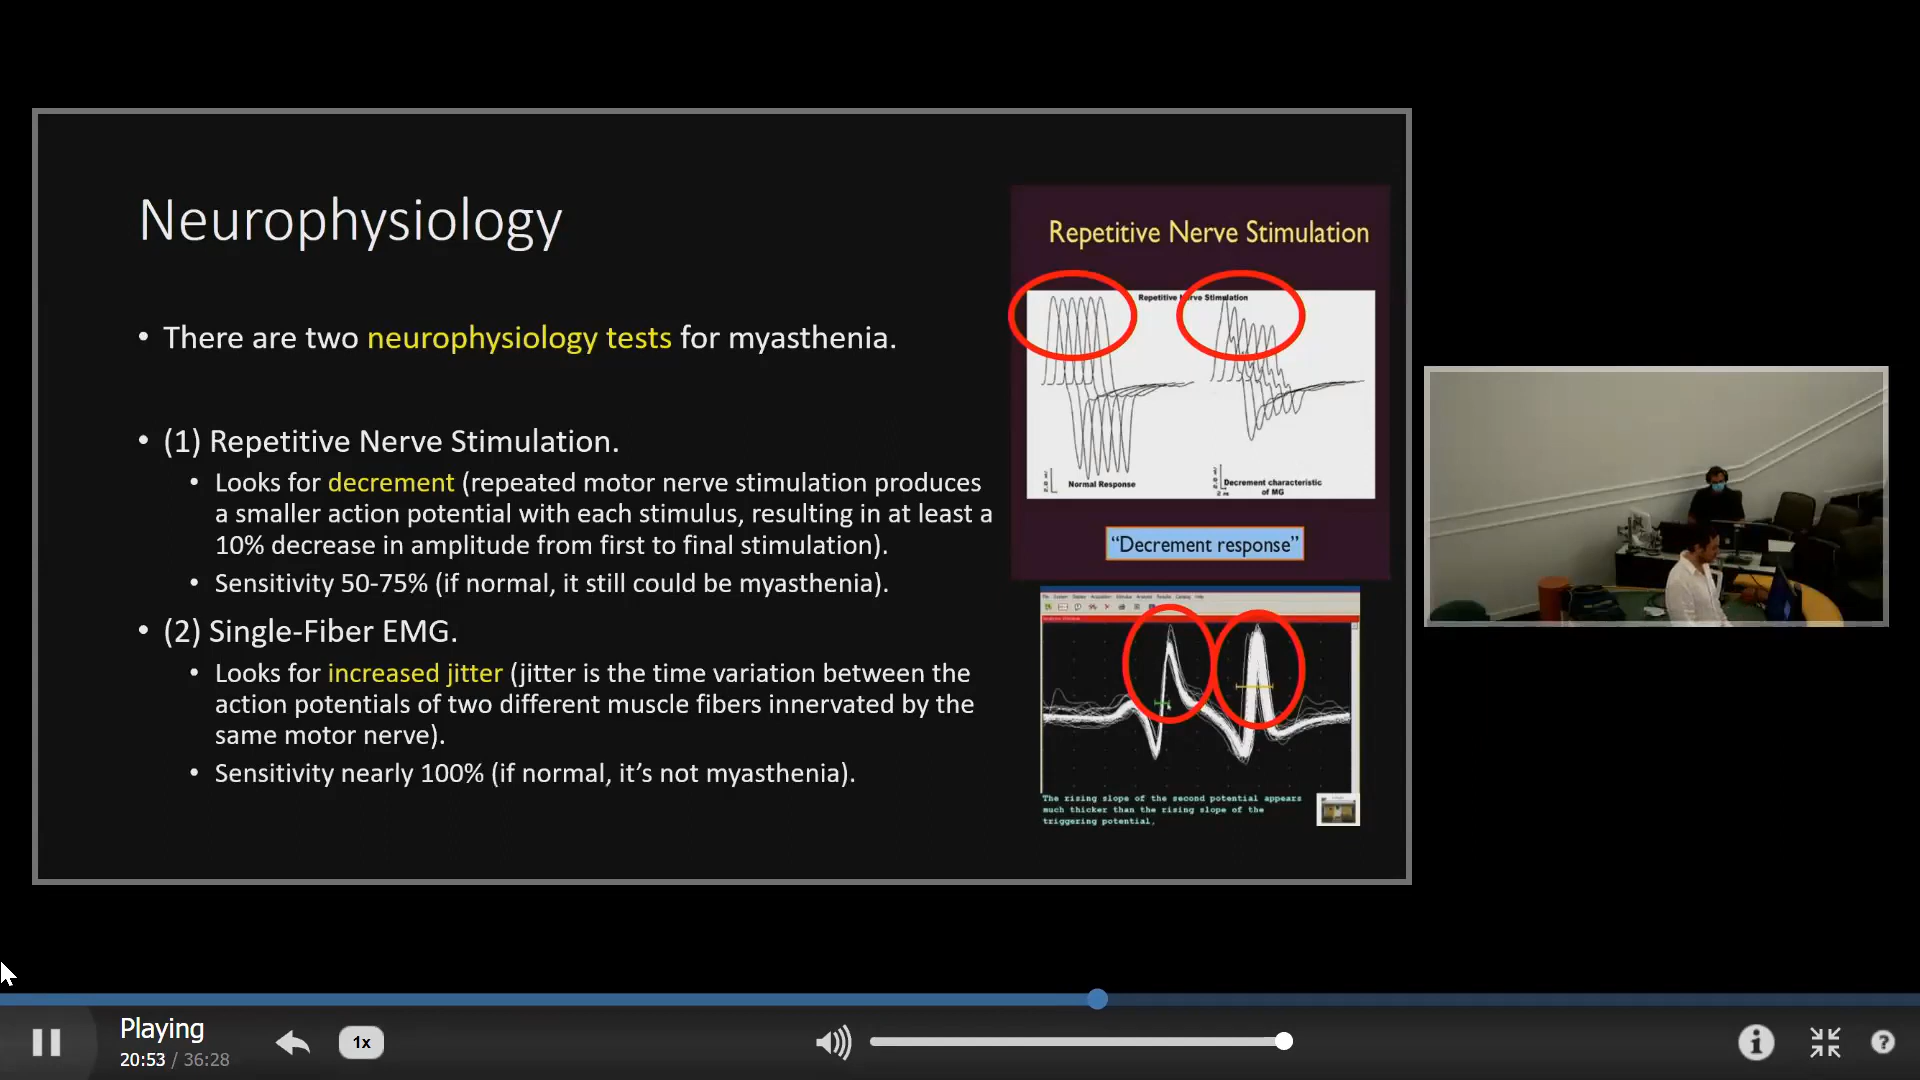 Neurophysiology
• There are two neurophysiology tests for myasthenia.
• (1) Repetitive Nerve Stimulation.
• Looks for decrement (repeated motor nerve stimulation produces
a smaller action potential with each stimulus, resulting in at least a
10% decrease in amplitude from first to final stimulation).
• Sensitivity 50-75% (if normal, it still could be myasthenia).
• (2) Single-Fiber EMG.
• Looks for increased jitter (jitter is the time variation between the
action potentials of two different muscle fibers innervated by the
same motor nerve).
• Sensitivity nearly 100% (if normal, it’s not myasthenia).
Repetitive Nerve Stimulation
Repetitive Nerve Stimulation
Normal Response
Decrement characteristic
of MG
“Decrement response”
The rising slope of the second potential appears
much thicker than the rising slope of the
triggering potential,
Playing
20:53 / 36:28
1x